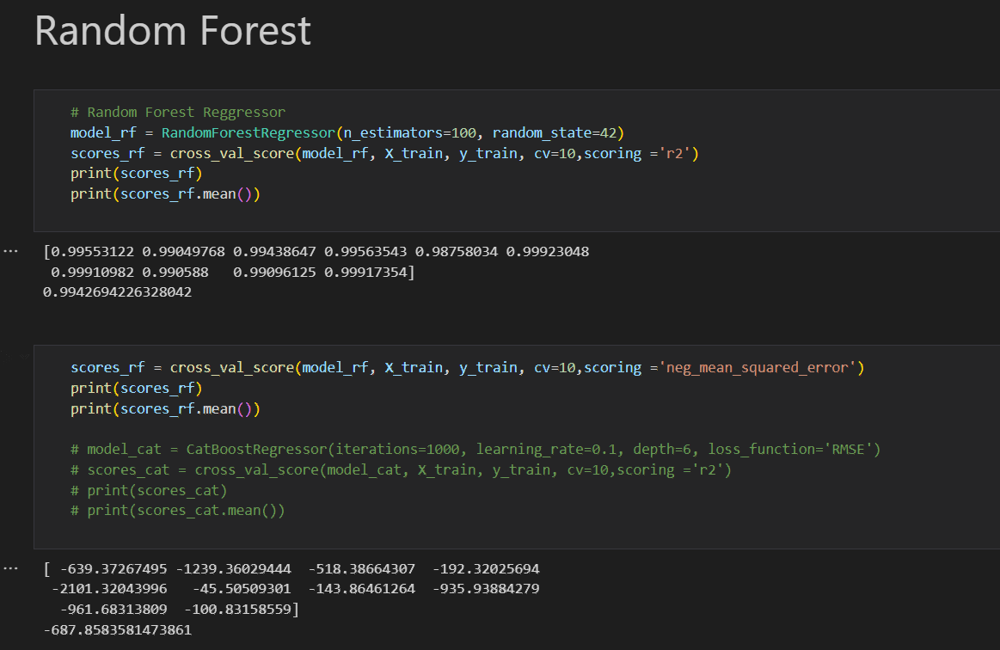 Random Forest
# Random Forest Reggressor
model_rf = RandomForestRegressor(n_estimators=100, random_state=42)
scores_rf = cross_val_score(model_rf, X_train, y_train, cv=10,scoring ='r2')
print(scores_rf)
print(scores_rf.mean())
...
[0.99553122 0.99049768 0.99438647 0.99563543 0.98758034 0.99923048
 0.99910982 0.990588   0.99096125 0.99917354]
0.9942694226328042
scores_rf = cross_val_score(model_rf, X_train, y_train, cv=10,scoring ='neg_mean_squared_error')
print(scores_rf)
print(scores_rf.mean())
# model_cat = CatBoostRegressor(iterations=1000, learning_rate=0.1, depth=6, loss_function='RMSE')
# scores_cat = cross_val_score(model_cat, X_train, y_train, cv=10,scoring ='r2')
# print(scores_cat)
# print(scores_cat.mean())
...
[ -639.37267495 -1239.36029444  -518.38664307  -192.32025694
 -2101.32043996   -45.50509301  -143.86461264  -935.93884279
  -961.68313809  -100.83158559]
-687.8583581473861